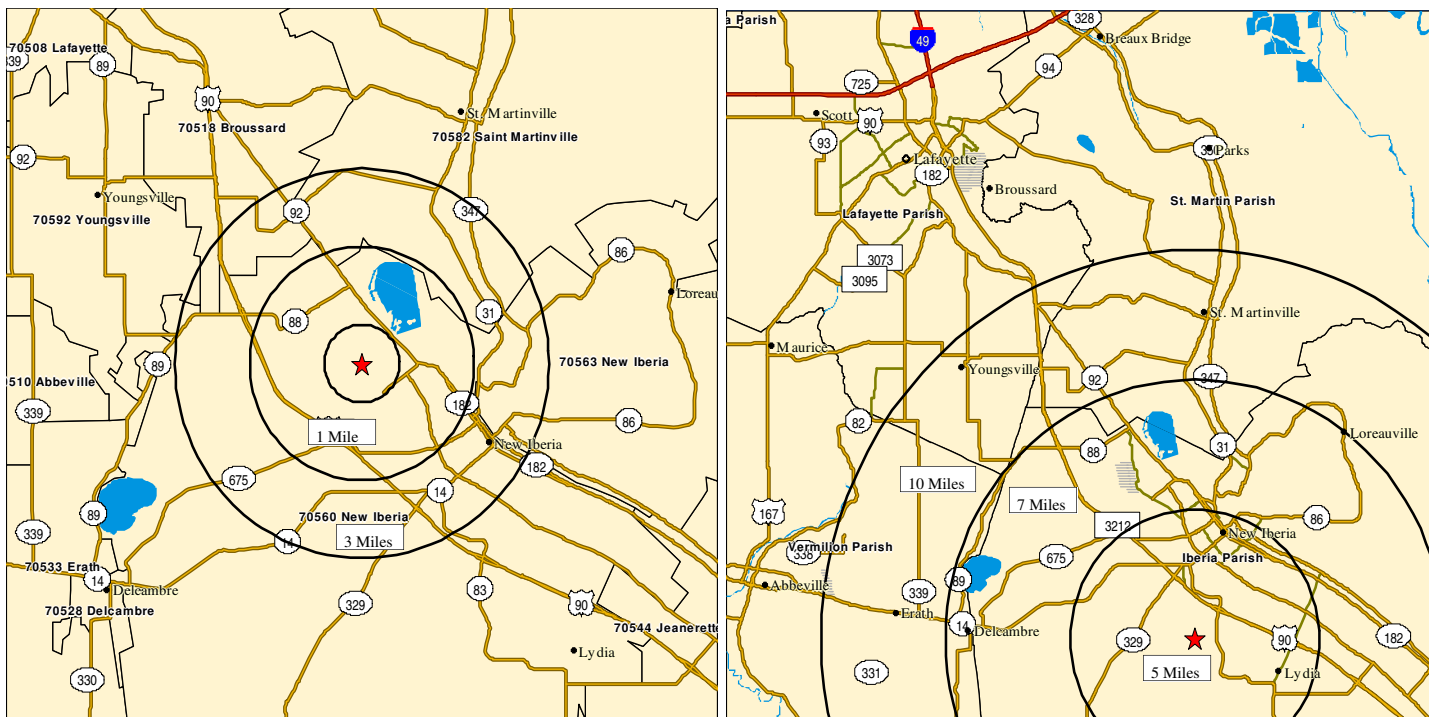 70508 Lafayette
339
89
90
St. Martinville
70518 Broussard
70582 Saint Martinville
92
Youngsville
92
347
70592 Youngsville
86
Loreau
88
31
89
70563 New Iberia
510 Abbeville
339
182
86
1 Mile
New Iberia
182
675
14
89
70560 New Iberia
339
14
3 Miles
70533 Erath
14
Delcambre
83
70528 Delcambre
329
90
70544 Jeanerette
Lydia
330
a Parish
328
49
Breaux Bridge
94
725
Scott
90
93
Parks
Lafayette
182
Broussard
St. Martin Parish
Lafayette Parish
3073
3095
St. Martinville
Maurice
Youngsville
92
347
82
Loreauville
88
31
10 Miles
7 Miles
167
3212
86
New Iberia
338
Vermilion Parish
675
Iberia Parish
89
Abbeville
339
Erath
14
Delcambre
329
90
182
331
5 Miles
Lydia